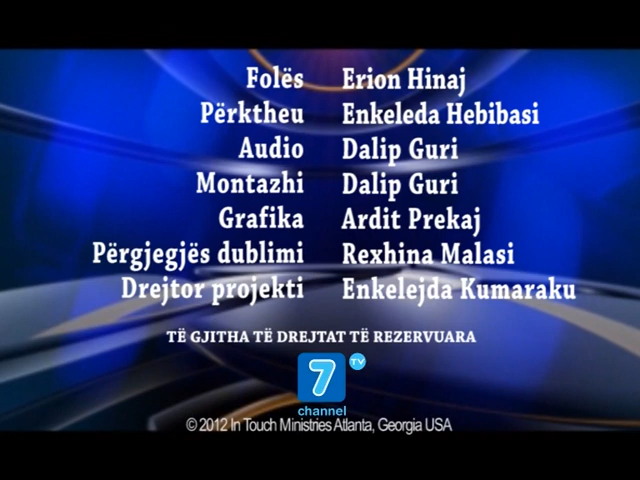 Folës Erion Hinaj
Përktheu Enkeleda Hebibasi
Audio Dalip Guri
Montazhi Dalip Guri
Grafika Ardit Prekaj
Përgjegjës dublimi Rexhina Malasi
Drejtor projekti Enkelejda Kumaraku
TË GJITHA TË DREJTAT TË REZERVUARA
7 TV
channel
© 2012 In Touch Ministries Atlanta, Georgia USA